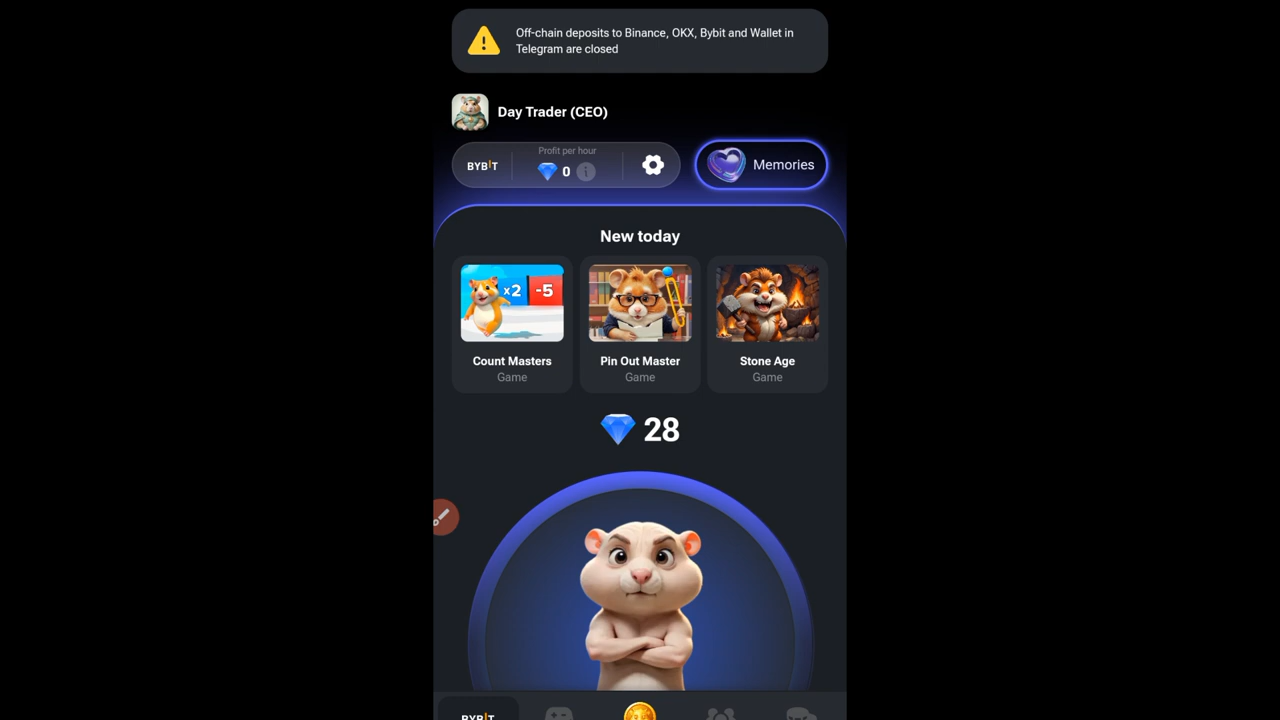 Off-chain deposits to Binance, OKX, Bybit and Wallet in
Telegram are closed
Day Trader (CEO)
BYBIT
Profit per hour
0
Memories
New today
x2
-5
Count Masters
Game
Pin Out Master
Game
Stone Age
Game
28
BYBIT